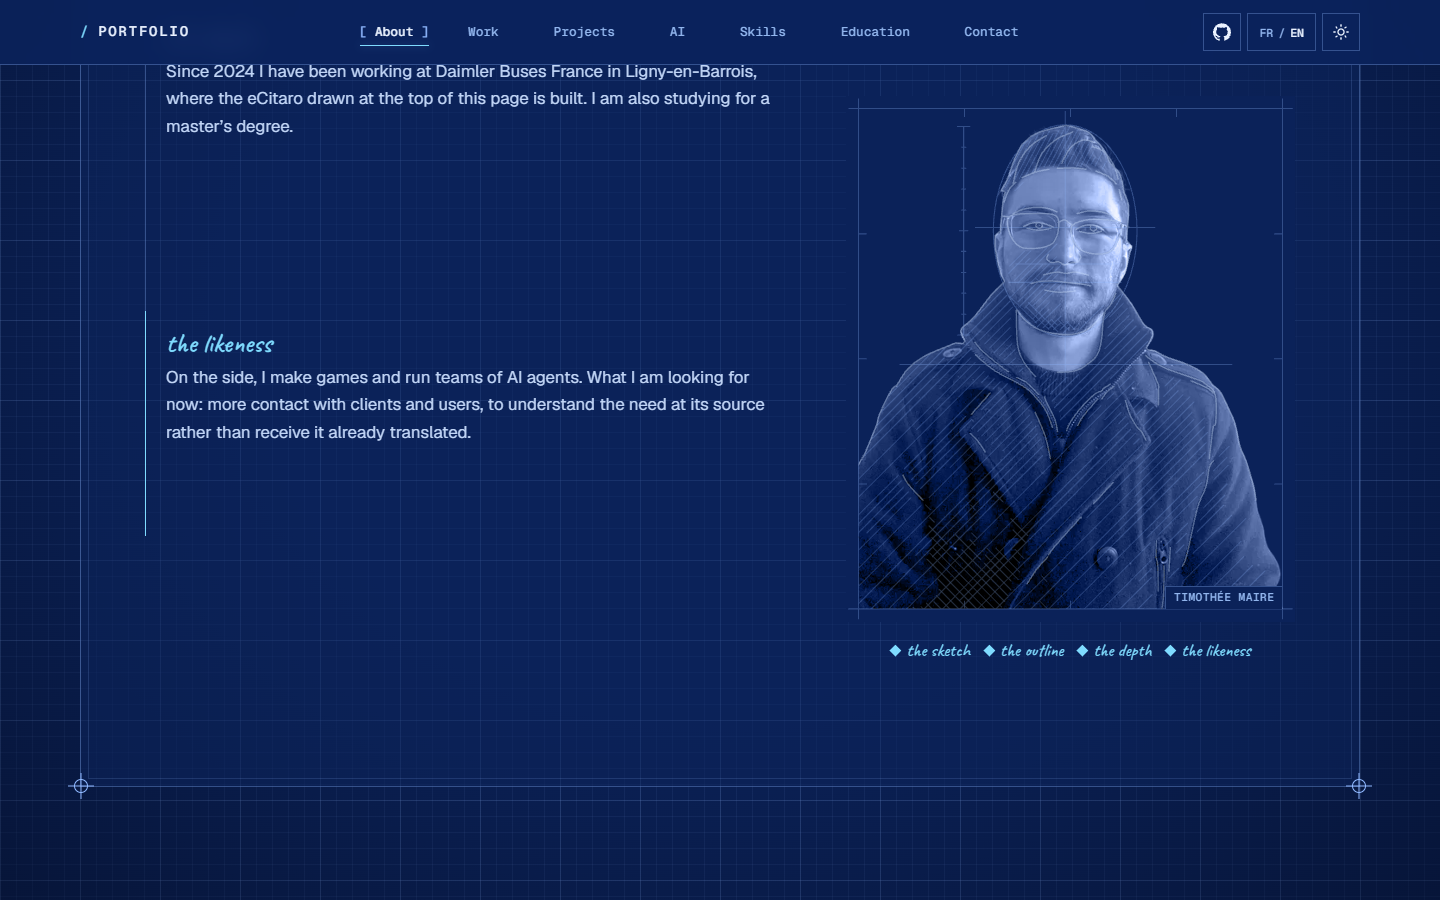 / PORTFOLIO
[ About ]
Work
Projects
AI
Skills
Education
Contact
FR / EN
Since 2024 I have been working at Daimler Buses France in Ligny-en-Barrois,
where the eCitaro drawn at the top of this page is built. I am also studying for a
master’s degree.
the likeness
On the side, I make games and run teams of AI agents. What I am looking for
now: more contact with clients and users, to understand the need at its source
rather than receive it already translated.
TIMOTHÉE MAIRE
◆ the sketch ◆ the outline ◆ the depth ◆ the likeness